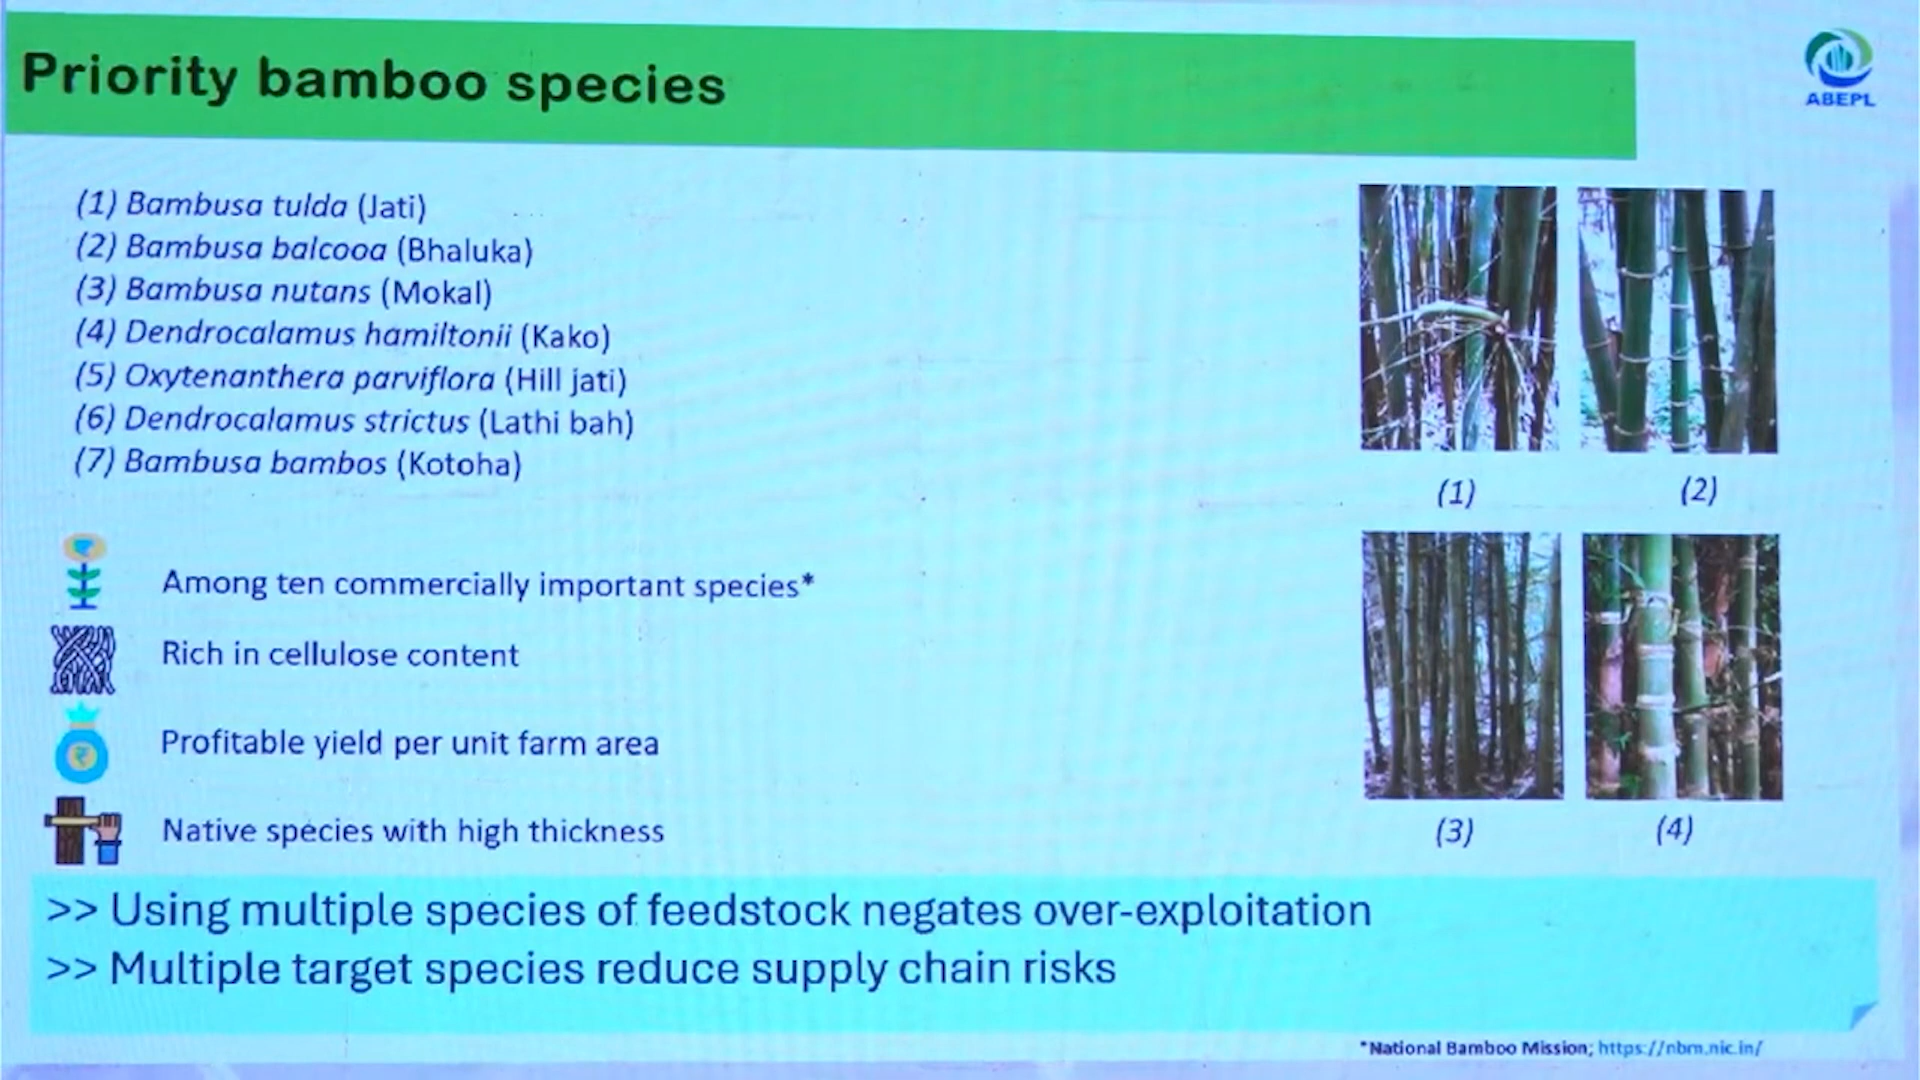 Priority bamboo species
ABEPL
(1) Bambusa tulda (Jati)
(2) Bambusa balcooa (Bhaluka)
(3) Bambusa nutans (Mokal)
(4) Dendrocalamus hamiltonii (Kako)
(5) Oxytenanthera parviflora (Hill jati)
(6) Dendrocalamus strictus (Lathi bah)
(7) Bambusa bambos (Kotoha)
(1)
(2)
Among ten commercially important species*
Rich in cellulose content
Profitable yield per unit farm area
Native species with high thickness
(3)
(4)
>> Using multiple species of feedstock negates over-exploitation
>> Multiple target species reduce supply chain risks
*National Bamboo Mission; https://nbm.nic.in/